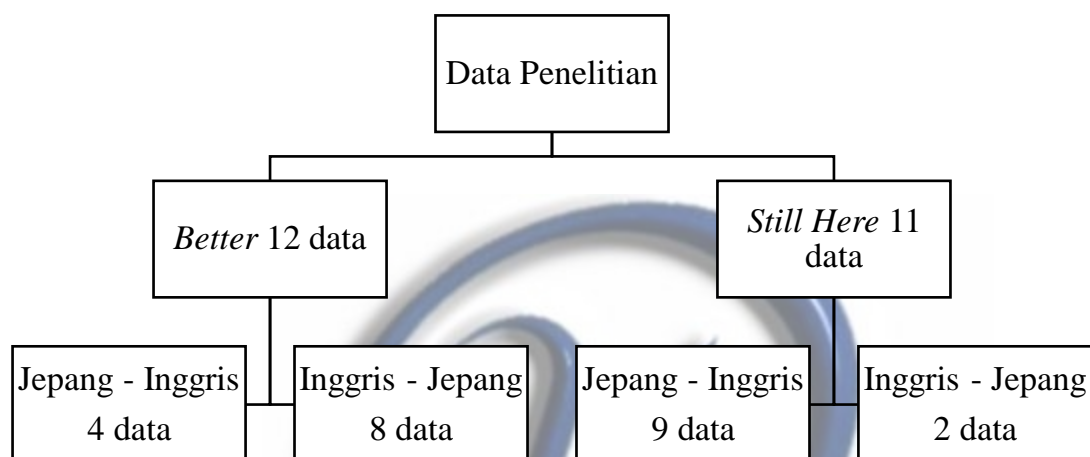 Data Penelitian
Better 12 data
Still Here 11
data
Jepang - Inggris
4 data
Inggris - Jepang
8 data
Jepang - Inggris
9 data
Inggris - Jepang
2 data